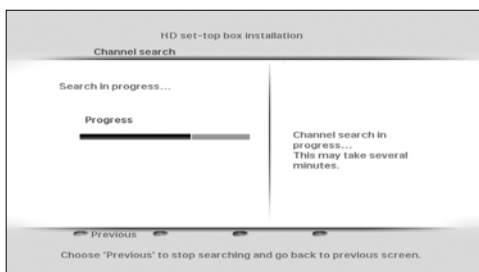 HD set-top box installation
Channel search
Search in progress...
Progress
Channel search in
progress...
This may take several
minutes.
Previous
Choose 'Previous' to stop searching and go back to previous screen.